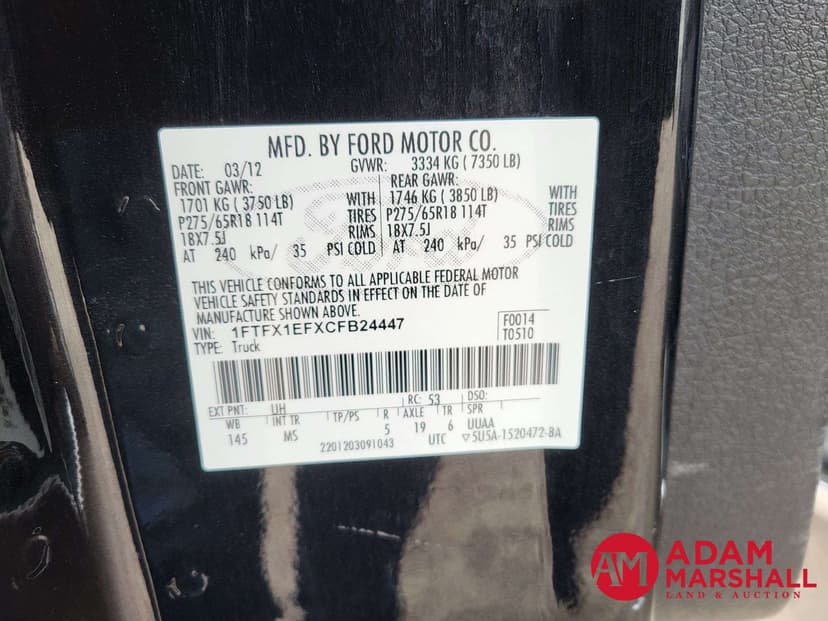 MFD. BY FORD MOTOR CO.
DATE: 03/12 GVWR: 3334 KG ( 7350 LB)
FRONT GAWR: REAR GAWR:
1701 KG ( 3750 LB) WITH 1746 KG ( 3850 LB) WITH
P275/65R18 114T TIRES P275/65R18 114T TIRES
18X7.5J RIMS 18X7.5J RIMS
AT 240 kPa/ 35 PSI COLD AT 240 kPa/ 35 PSI COLD
Ford
THIS VEHICLE CONFORMS TO ALL APPLICABLE FEDERAL MOTOR
VEHICLE SAFETY STANDARDS IN EFFECT ON THE DATE OF
MANUFACTURE SHOWN ABOVE.
VIN: 1FTFX1EFXCFB24447 F0014
TYPE: Truck T0510
EXT PNT: UH RC: 53 DSO:
WB INT TR TP/PS R AXLE TR SPR
145 MS 5 19 6 UUAA
2201203091043 UTC ▽5U5A-1520472-BA
AM ADAM
MARSHALL
LAND & AUCTION